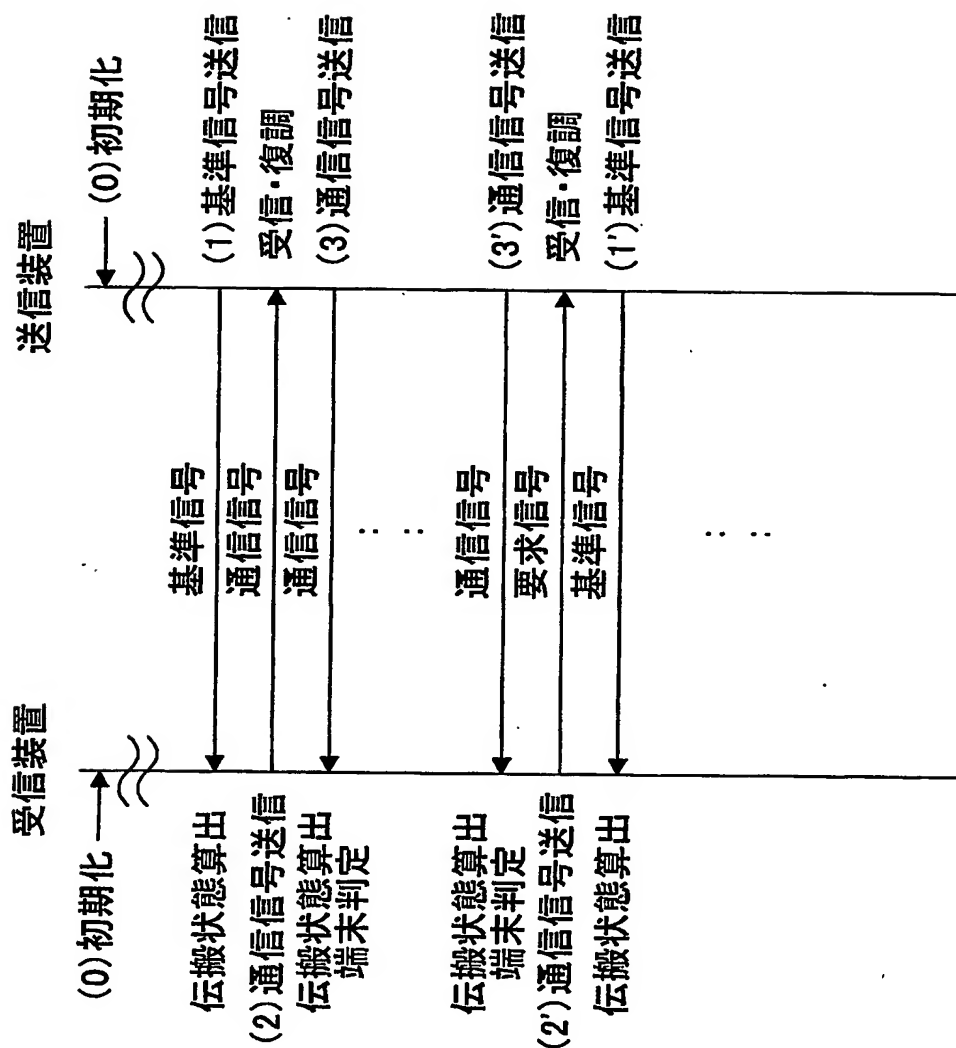 受信装置
送信装置
(0)初期化
(0)初期化
伝搬状態算出
基準信号
(1)基準信号送信
(2)通信信号送信
通信信号
受信・復調
伝搬状態算出
端末判定
通信信号
(3)通信信号送信
伝搬状態算出
端末判定
通信信号
(3')通信信号送信
(2')通信信号送信
要求信号
受信・復調
伝搬状態算出
基準信号
(1')基準信号送信